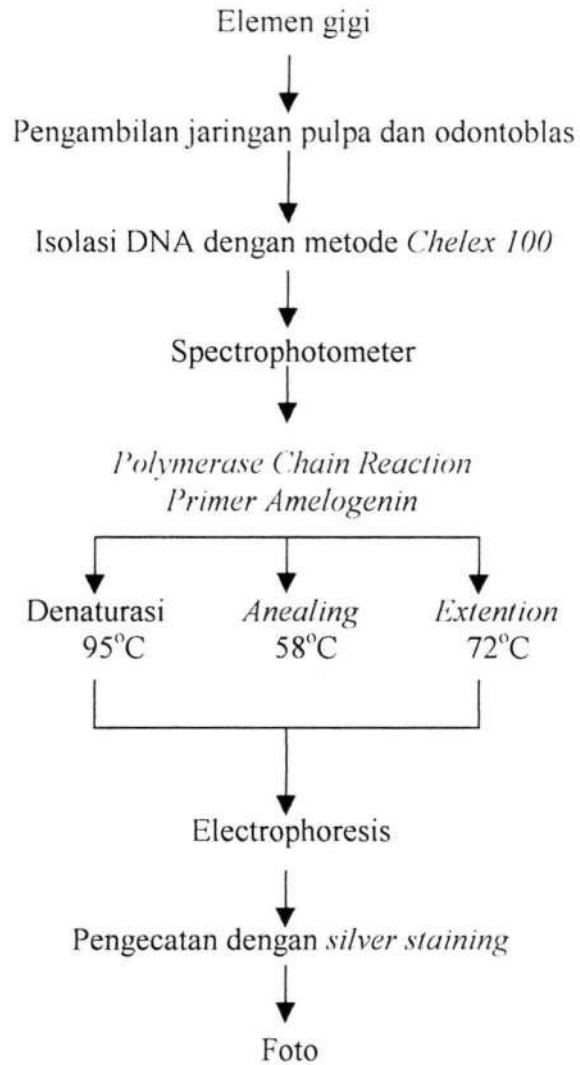 Elemen gigi
Pengambilan jaringan pulpa dan odontoblas
Isolasi DNA dengan metode Chelex 100
Spectrophotometer
Polymerase Chain Reaction
Primer Amelogenin
Denaturasi Anealing Extention
95°C 58°C 72°C
Electrophoresis
Pengecatan dengan silver staining
Foto